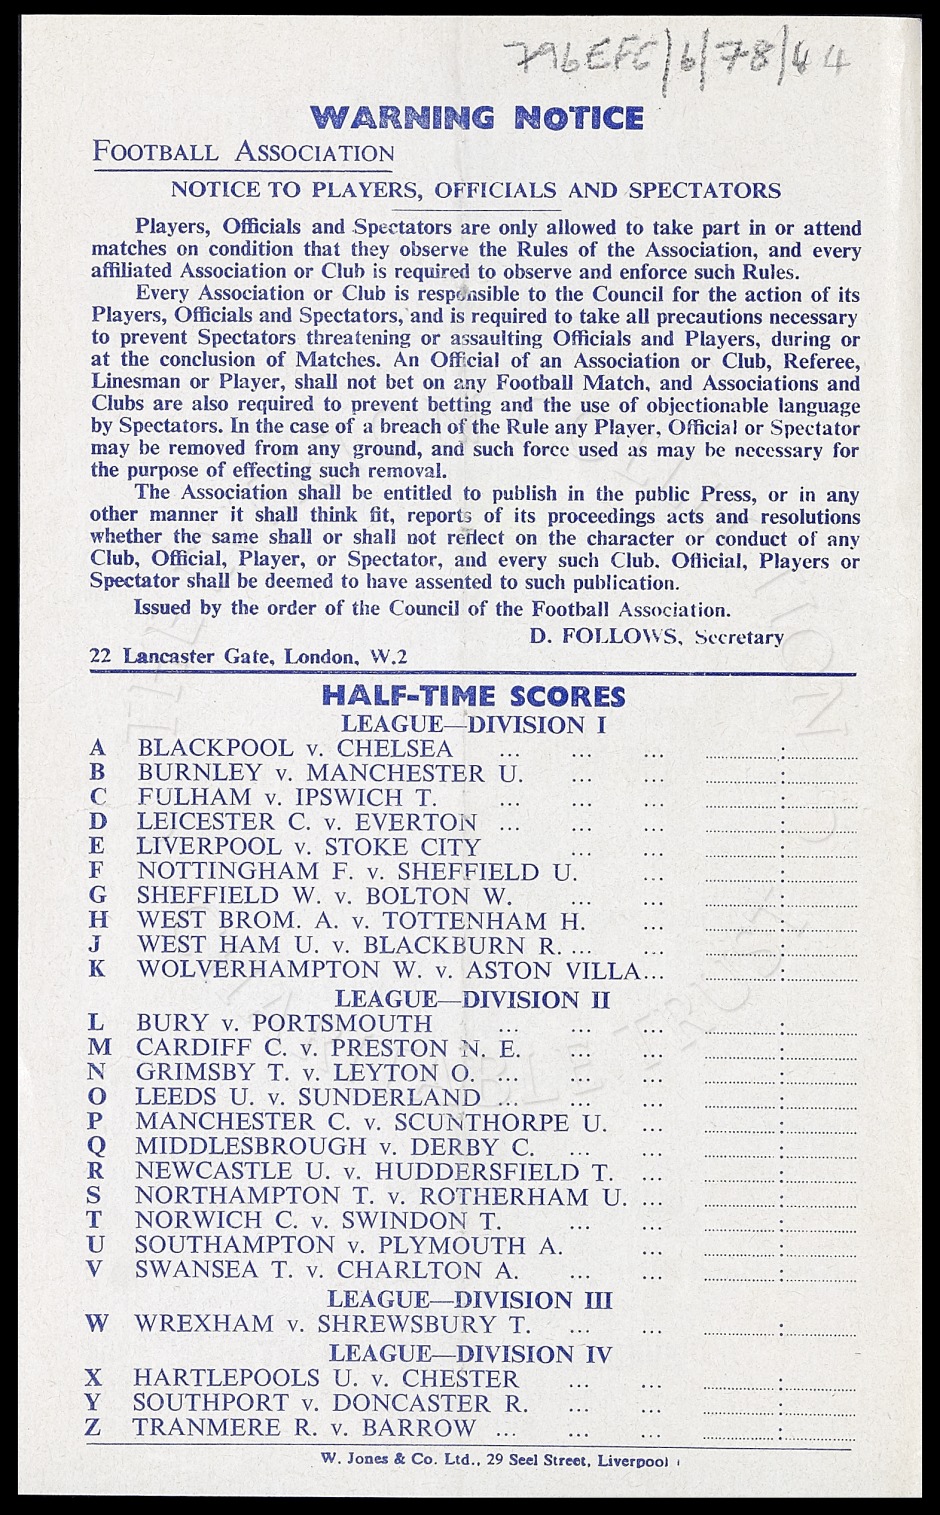 796EFC/6/78/44
WARNING NOTICE
FOOTBALL ASSOCIATION
NOTICE TO PLAYERS, OFFICIALS AND SPECTATORS
Players, Officials and Spectators are only allowed to take part in or attend
matches on condition that they observe the Rules of the Association, and every
affiliated Association or Club is required to observe and enforce such Rules.
Every Association or Club is responsible to the Council for the action of its
Players, Officials and Spectators, and is required to take all precautions necessary
to prevent Spectators threatening or assaulting Officials and Players, during or
at the conclusion of Matches. An Official of an Association or Club, Referee,
Linesman or Player, shall not bet on any Football Match, and Associations and
Clubs are also required to prevent betting and the use of objectionable language
by Spectators. In the case of a breach of the Rule any Player, Official or Spectator
may be removed from any ground, and such force used as may be necessary for
the purpose of effecting such removal.
The Association shall be entitled to publish in the public Press, or in any
other manner it shall think fit, reports of its proceedings acts and resolutions
whether the same shall or shall not reflect on the character or conduct of any
Club, Official, Player, or Spectator, and every such Club, Official, Players or
Spectator shall be deemed to have assented to such publication.
Issued by the order of the Council of the Football Association.
D. FOLLOWS, Secretary
22 Lancaster Gate, London, W.2
HALF-TIME SCORES
LEAGUE—DIVISION I
A BLACKPOOL v. CHELSEA ... ... ... :
B BURNLEY v. MANCHESTER U. ... ... :
C FULHAM v. IPSWICH T. ... ... ... :
D LEICESTER C. v. EVERTON ... ... ... :
E LIVERPOOL v. STOKE CITY ... ... :
F NOTTINGHAM F. v. SHEFFIELD U. ... :
G SHEFFIELD W. v. BOLTON W. ... ... :
H WEST BROM. A. v. TOTTENHAM H. ... :
J WEST HAM U. v. BLACKBURN R. ... ... :
K WOLVERHAMPTON W. v. ASTON VILLA... :
LEAGUE—DIVISION II
L BURY v. PORTSMOUTH ... ... ... :
M CARDIFF C. v. PRESTON N. E. ... ... :
N GRIMSBY T. v. LEYTON O. ... ... ... :
O LEEDS U. v. SUNDERLAND ... ... ... :
P MANCHESTER C. v. SCUNTHORPE U. ... :
Q MIDDLESBROUGH v. DERBY C. ... ... :
R NEWCASTLE U. v. HUDDERSFIELD T. ... :
S NORTHAMPTON T. v. ROTHERHAM U. ... :
T NORWICH C. v. SWINDON T. ... ... :
U SOUTHAMPTON v. PLYMOUTH A. ... :
V SWANSEA T. v. CHARLTON A. ... ... :
LEAGUE—DIVISION III
W WREXHAM v. SHREWSBURY T. ... ... :
LEAGUE—DIVISION IV
X HARTLEPOOLS U. v. CHESTER ... ... :
Y SOUTHPORT v. DONCASTER R. ... ... :
Z TRANMERE R. v. BARROW ... ... ... :
W. Jones & Co. Ltd., 29 Seel Street, Liverpool 1